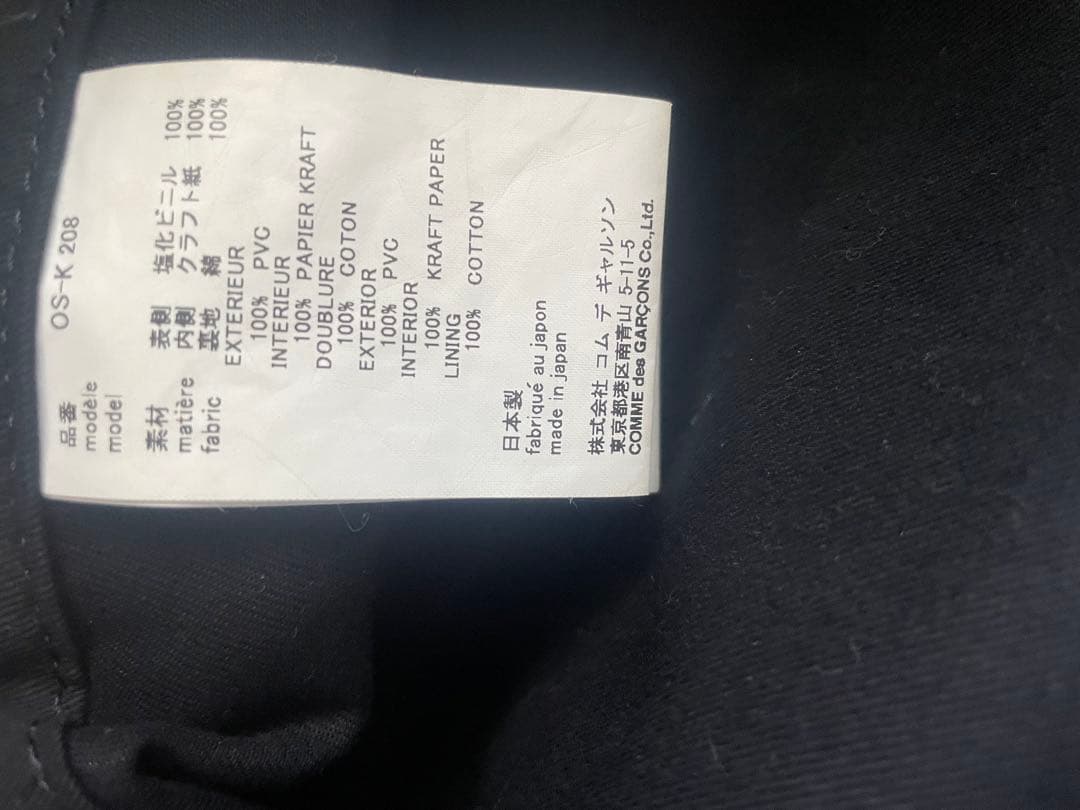 品番 OS-K 208
modèle
model
素材 表側 塩化ビニル 100%
matière 内側 クラフト紙 100%
fabric 裏地 綿 100%
EXTERIEUR
100% PVC
INTERIEUR
100% PAPIER KRAFT
DOUBLURE
100% COTON
EXTERIOR
100% PVC
INTERIOR
100% KRAFT PAPER
LINING
100% COTTON
日本製
fabriqué au japon
made in japan
株式会社 コム デ ギャルソン
東京都港区南青山 5-11-5
COMME des GARÇONS Co.,Ltd.